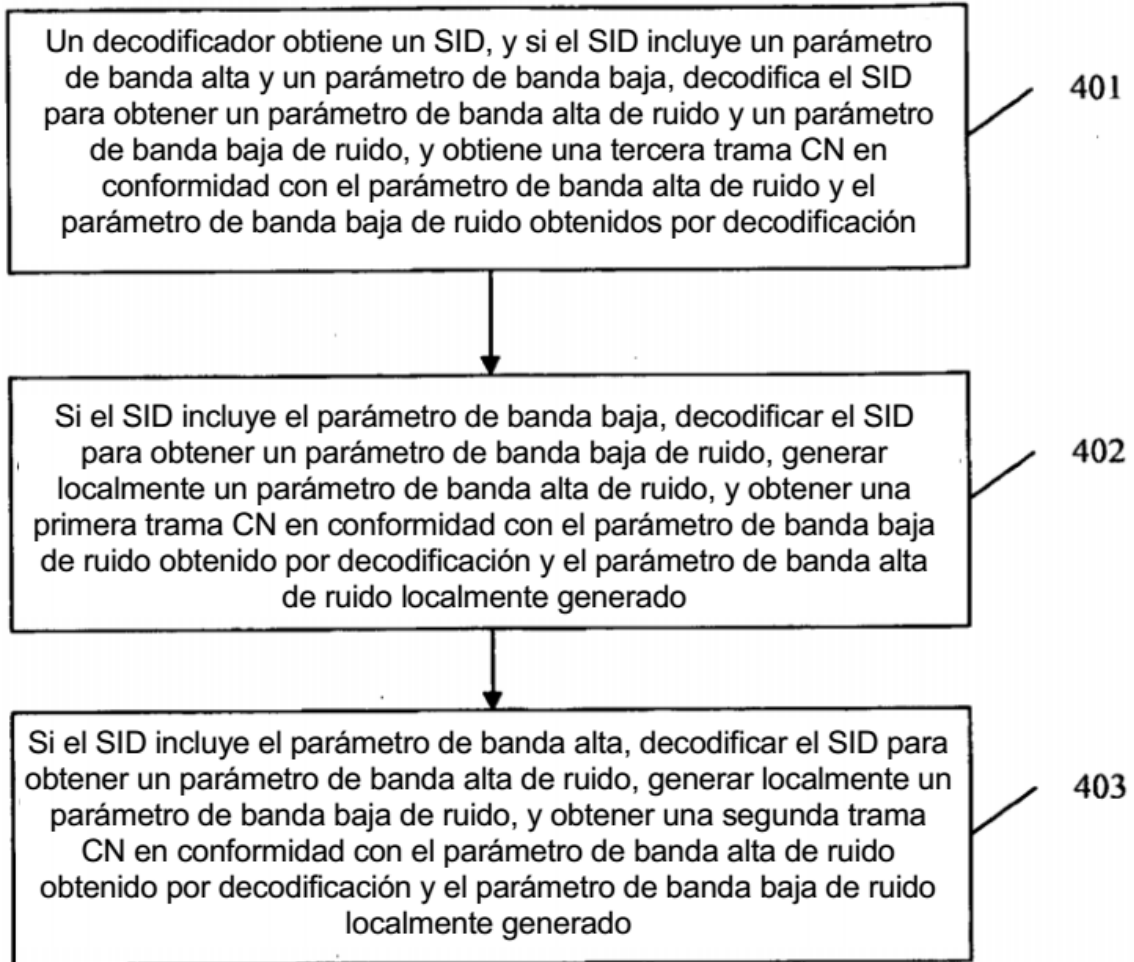 Un decodificador obtiene un SID, y si el SID incluye un parámetro
de banda alta y un parámetro de banda baja, decodifica el SID
para obtener un parámetro de banda alta de ruido y un parámetro
de banda baja de ruido, y obtiene una tercera trama CN en
conformidad con el parámetro de banda alta de ruido y el
parámetro de banda baja de ruido obtenidos por decodificación
401
Si el SID incluye el parámetro de banda baja, decodificar el SID
para obtener un parámetro de banda baja de ruido, generar
localmente un parámetro de banda alta de ruido, y obtener una
primera trama CN en conformidad con el parámetro de banda baja
de ruido obtenido por decodificación y el parámetro de banda alta
de ruido localmente generado
402
Si el SID incluye el parámetro de banda alta, decodificar el SID para
obtener un parámetro de banda alta de ruido, generar localmente un
parámetro de banda baja de ruido, y obtener una segunda trama
CN en conformidad con el parámetro de banda alta de ruido
obtenido por decodificación y el parámetro de banda baja de ruido
localmente generado
403